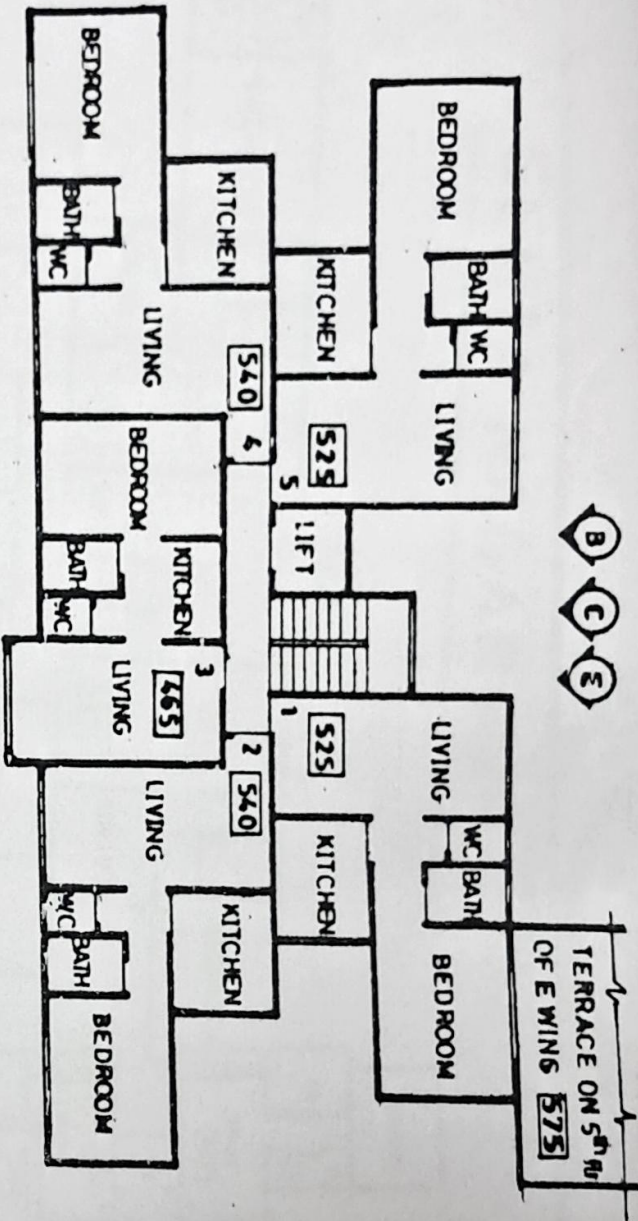 B C E
TERRACE ON 5th flr
OF E WING 575
BEDROOM
BATH
WC
LIVING
KITCHEN
525
5
LIFT
LIVING
WC
BATH
BEDROOM
1
525
KITCHEN
KITCHEN
540
4
BEDROOM
BATH
WC
LIVING
BEDROOM
KITCHEN
BATH
WC
3
465
LIVING
2
540
KITCHEN
LIVING
WC
BATH
BEDROOM